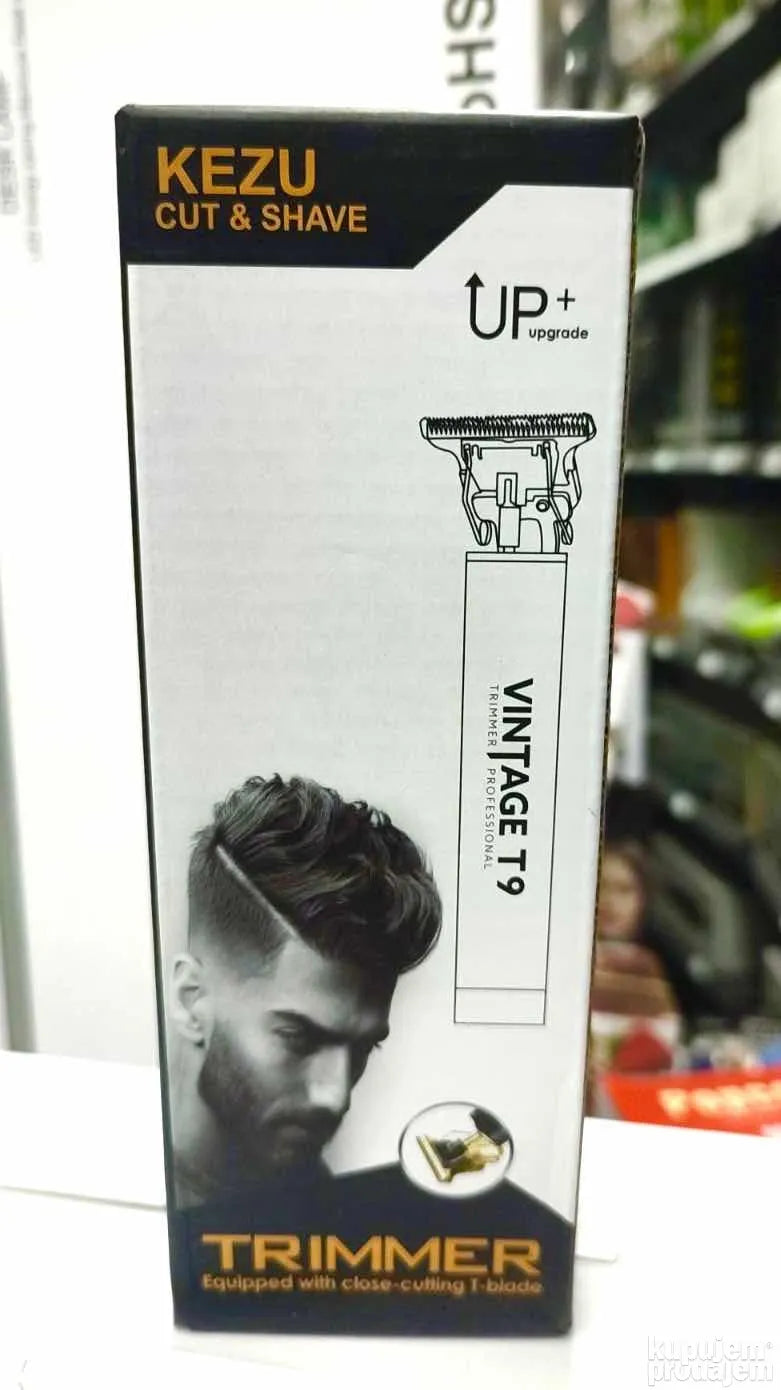 KEZU
CUT & SHAVE
UP+
upgrade
VINTAGE T9
TRIMMER PROFESSIONAL
TRIMMER
Equipped with close-cutting T-blade
kupujem
prodajem